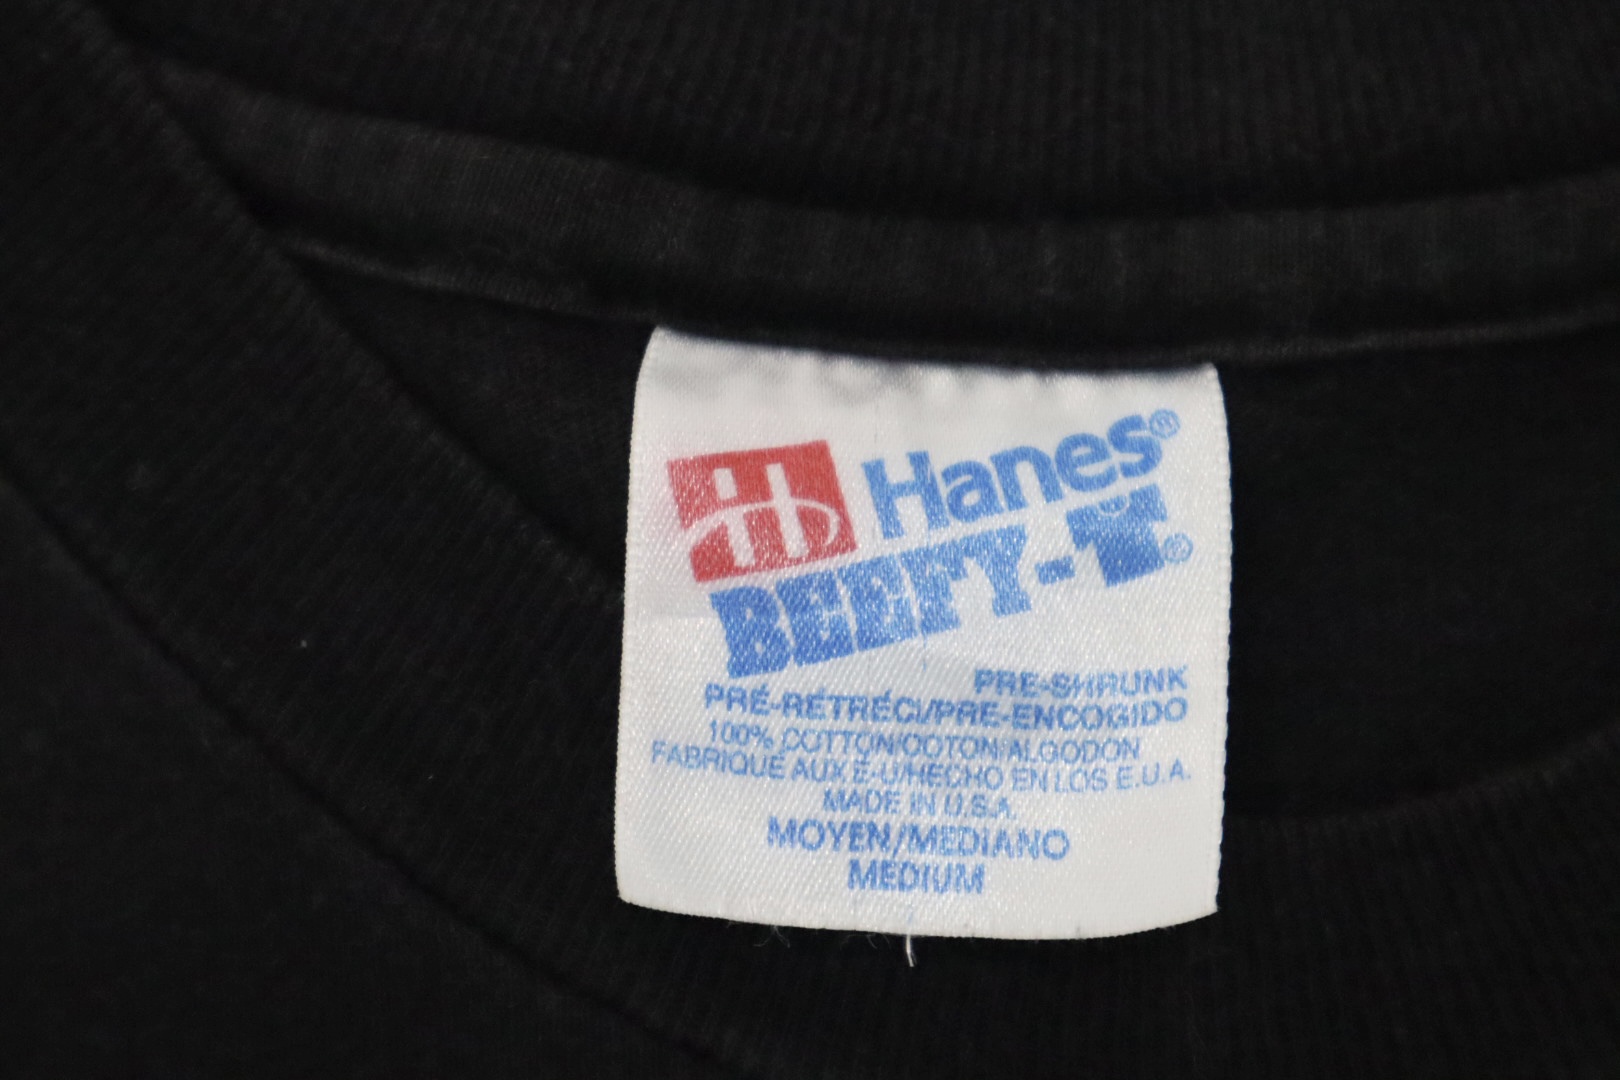 Hanes®
BEEFY-T®
PRE-SHRUNK
PRÉ-RÉTRÉCI/PRE-ENCOGIDO
100% COTTON/COTON/ALGODON
FABRIQUE AUX É-U/HECHO EN LOS E.U.A.
MADE IN U.S.A.
MOYEN/MEDIANO
MEDIUM